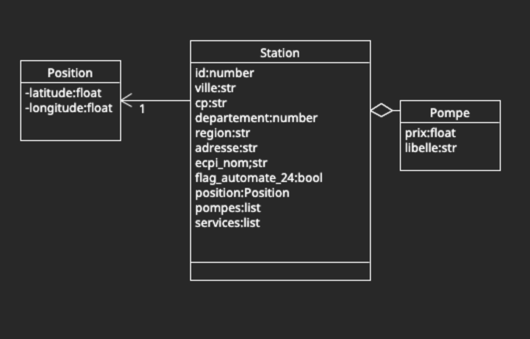 Position
-latitude:float
-longitude:float
1
Station
id:number
ville:str
cp:str
departement:number
region:str
adresse:str
ecpi_nom;str
flag_automate_24:bool
position:Position
pompes:list
services:list
Pompe
prix:float
libelle:str